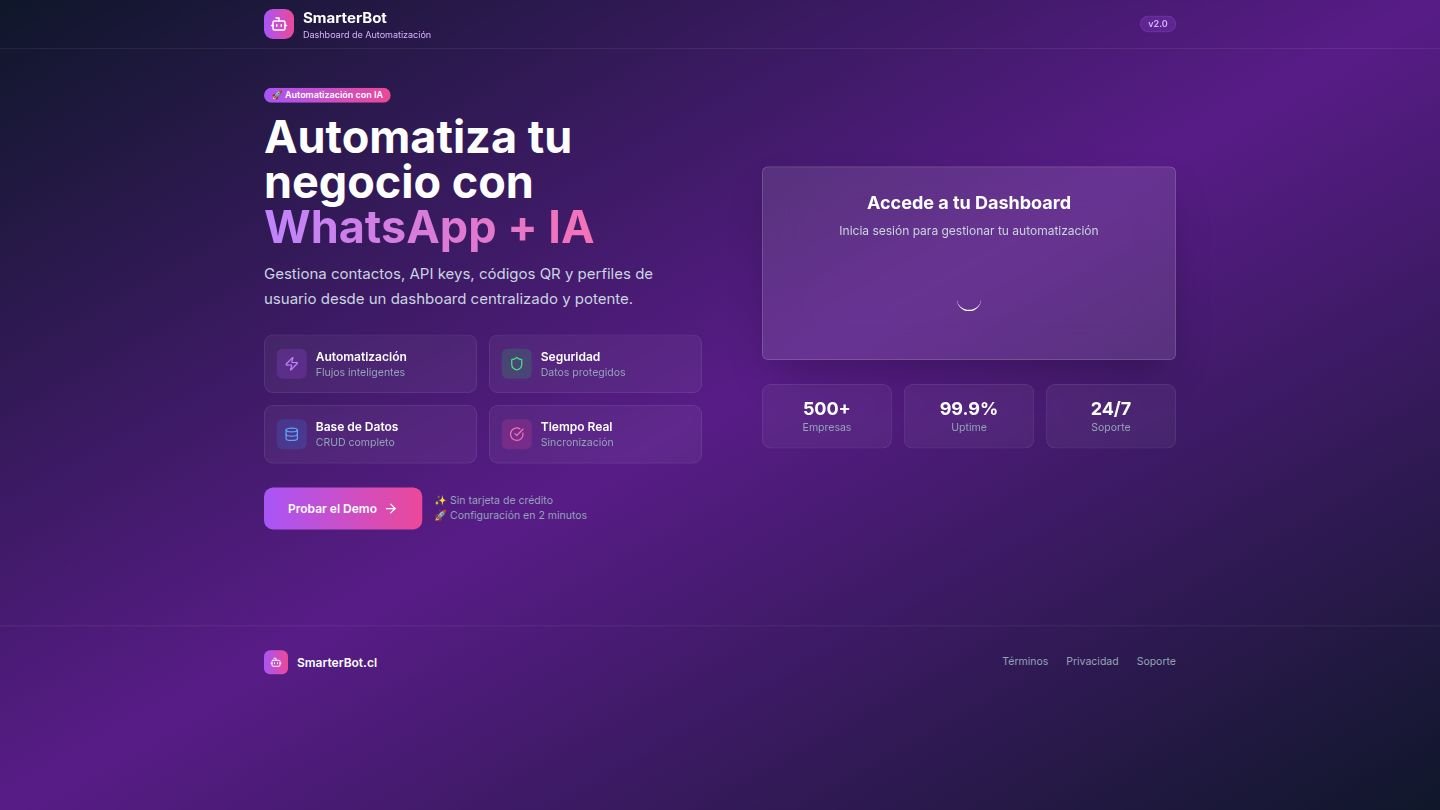 SmarterBot
Dashboard de Automatización
v2.0
🚀 Automatización con IA
Automatiza tu
negocio con
WhatsApp + IA
Gestiona contactos, API keys, códigos QR y perfiles de
usuario desde un dashboard centralizado y potente.
Automatización
Flujos inteligentes
Seguridad
Datos protegidos
Base de Datos
CRUD completo
Tiempo Real
Sincronización
Probar el Demo →
✨ Sin tarjeta de crédito
🚀 Configuración en 2 minutos
Accede a tu Dashboard
Inicia sesión para gestionar tu automatización
500+
Empresas
99.9%
Uptime
24/7
Soporte
SmarterBot.cl
Términos
Privacidad
Soporte